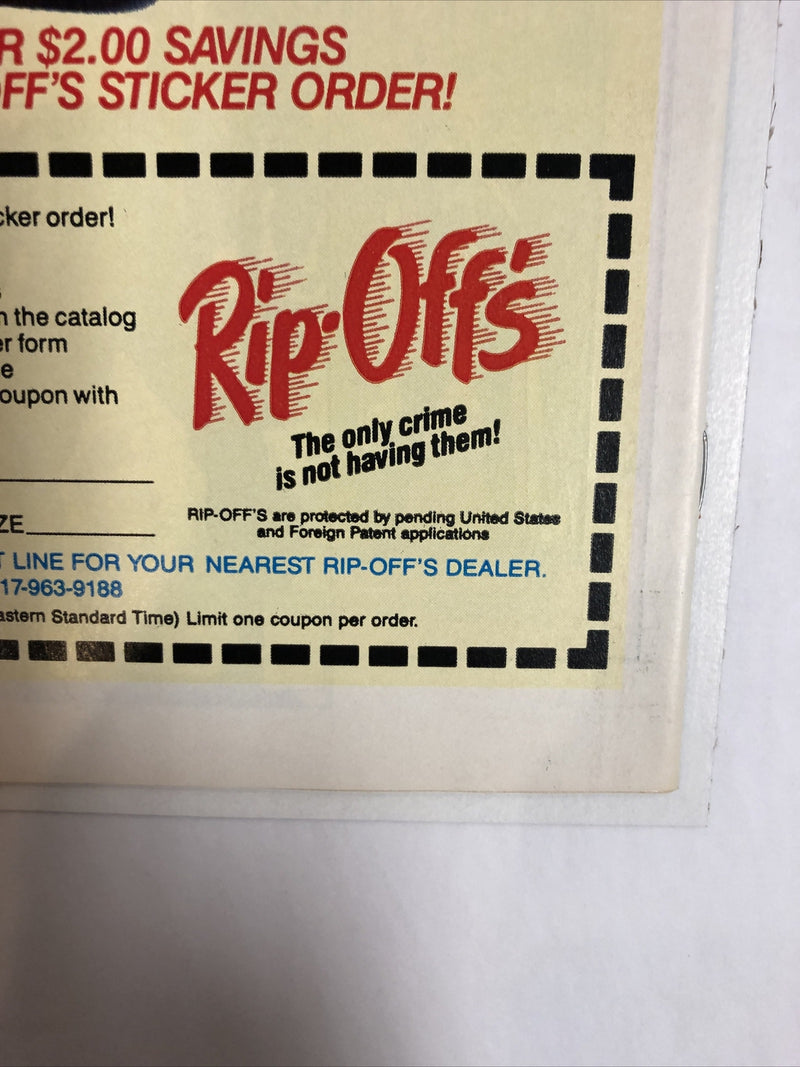 R $2.00 SAVINGS
FF'S STICKER ORDER!
cker order!
n the catalog
er form
e
oupon with
Rip-Off's
The only crime
is not having them!
ZE
RIP-OFF'S are protected by pending United States
and Foreign Patent applications
T LINE FOR YOUR NEAREST RIP-OFF'S DEALER.
17-963-9188
astern Standard Time) Limit one coupon per order.